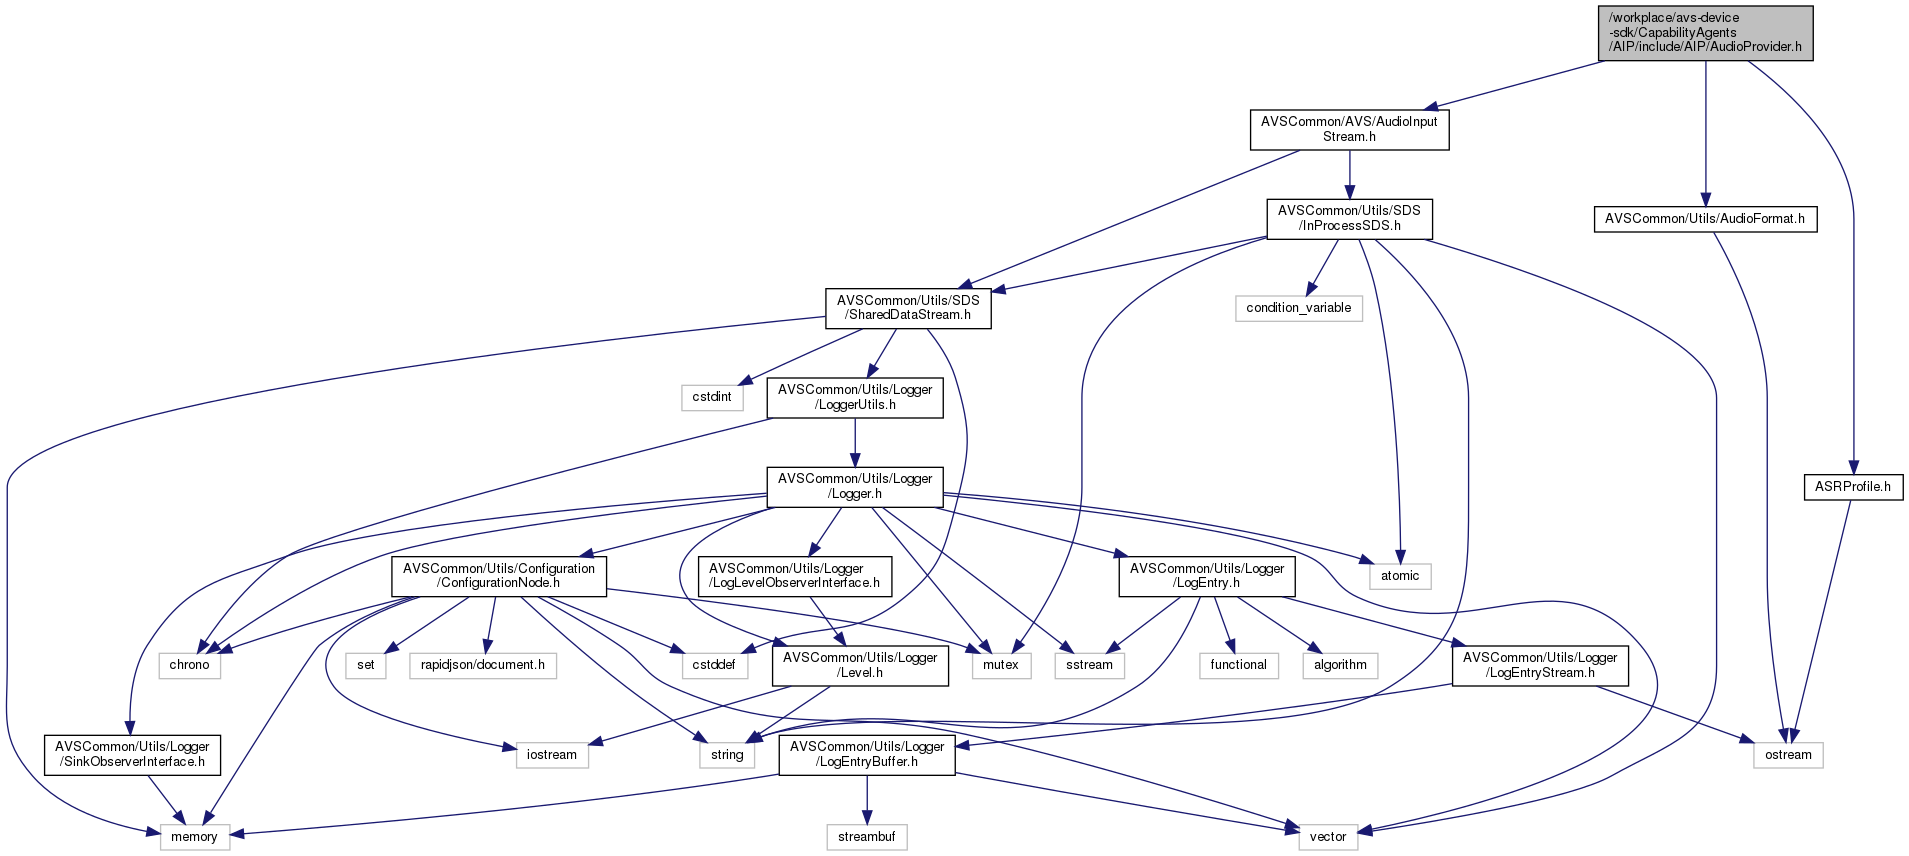 /workplace/avs-device
-sdk/CapabilityAgents
/AIP/include/AIP/AudioProvider.h
AVSCommon/AVS/AudioInput
Stream.h
AVSCommon/Utils/SDS
/InProcessSDS.h
AVSCommon/Utils/AudioFormat.h
AVSCommon/Utils/SDS
/SharedDataStream.h
condition_variable
cstdint
AVSCommon/Utils/Logger
/LoggerUtils.h
AVSCommon/Utils/Logger
/Logger.h
ASRProfile.h
AVSCommon/Utils/Configuration
/ConfigurationNode.h
AVSCommon/Utils/Logger
/LogLevelObserverInterface.h
AVSCommon/Utils/Logger
/LogEntry.h
atomic
chrono
set
rapidjson/document.h
cstddef
AVSCommon/Utils/Logger
/Level.h
mutex
sstream
functional
algorithm
AVSCommon/Utils/Logger
/LogEntryStream.h
AVSCommon/Utils/Logger
/SinkObserverInterface.h
iostream
string
AVSCommon/Utils/Logger
/LogEntryBuffer.h
ostream
memory
streambuf
vector